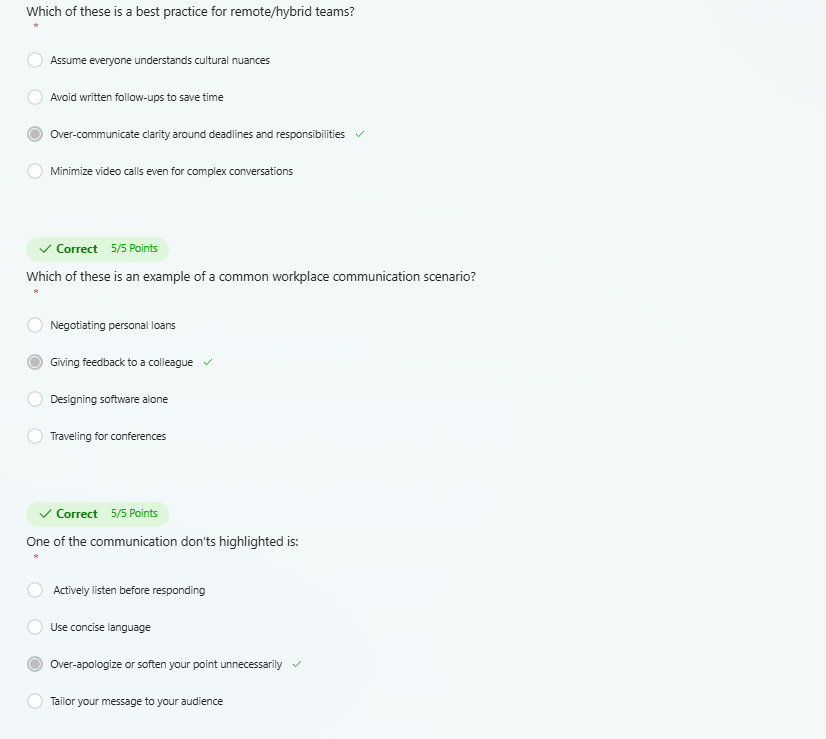 Which of these is a best practice for remote/hybrid teams?
*
Assume everyone understands cultural nuances
Avoid written follow-ups to save time
Over-communicate clarity around deadlines and responsibilities ✓
Minimize video calls even for complex conversations
✓ Correct 5/5 Points
Which of these is an example of a common workplace communication scenario?
*
Negotiating personal loans
Giving feedback to a colleague ✓
Designing software alone
Traveling for conferences
✓ Correct 5/5 Points
One of the communication don'ts highlighted is:
*
Actively listen before responding
Use concise language
Over-apologize or soften your point unnecessarily ✓
Tailor your message to your audience